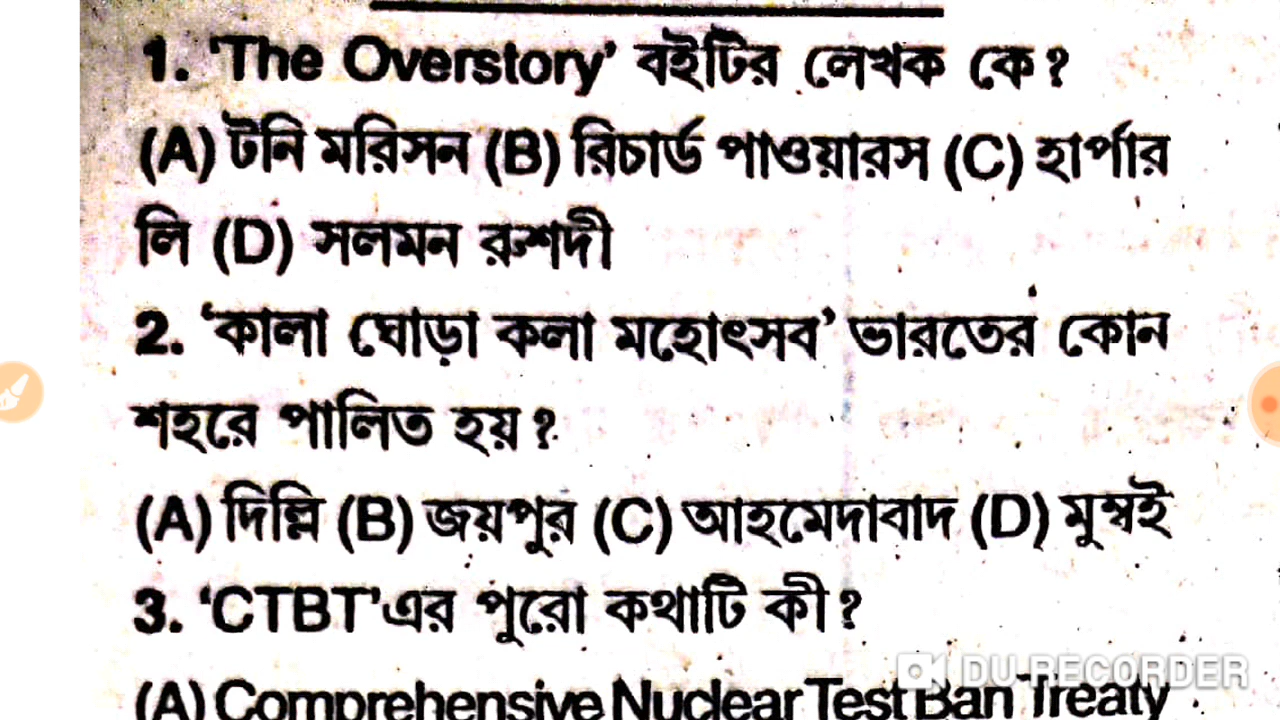 1. ‘The Overstory’ বইটির লেখক কে?
(A) টনি মরিসন (B) রিচার্ড পাওয়ারস (C) হার্পার
লি (D) সলমন রুশদী
2. ‘কালা ঘোড়া কলা মহোৎসব’ ভারতের কোন
শহরে পালিত হয়?
(A) দিল্লি (B) জয়পুর (C) আহমেদাবাদ (D) মুম্বই
3. ‘CTBT’এর পুরো কথাটি কী?
(A) Comprehensive Nuclear Test Ban Treaty
DU RECORDER